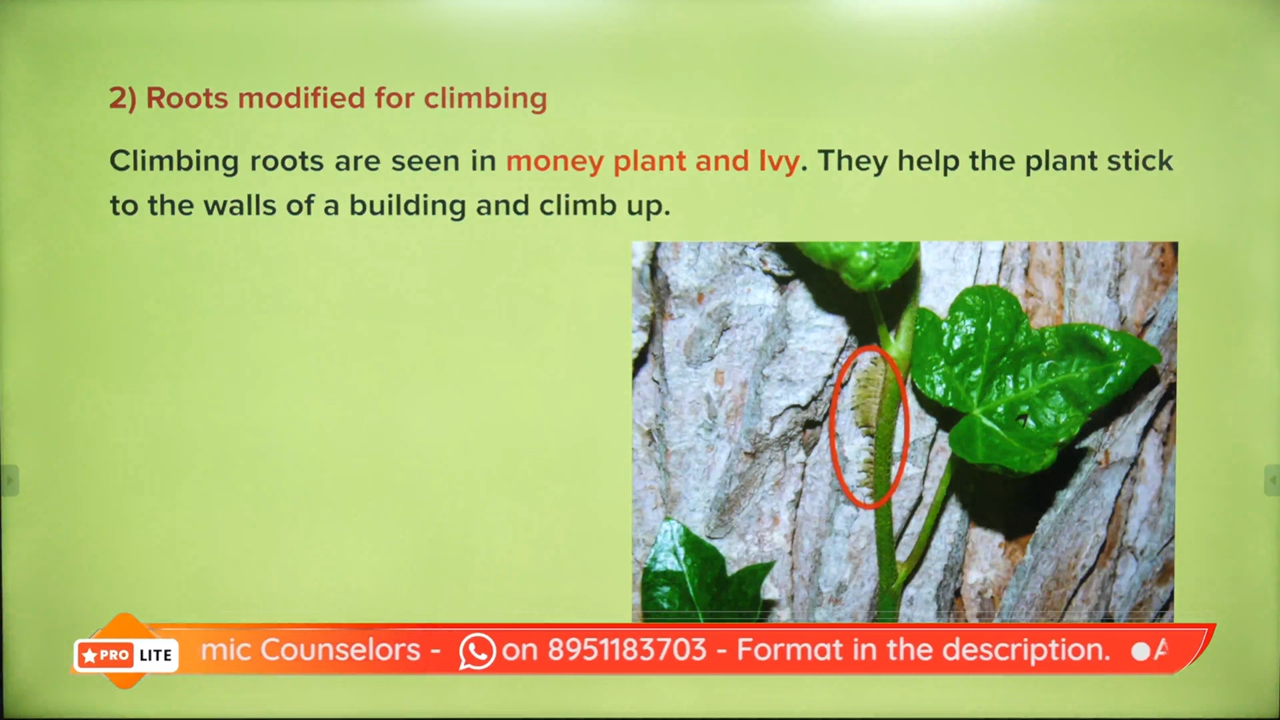 2) Roots modified for climbing
Climbing roots are seen in money plant and Ivy. They help the plant stick
to the walls of a building and climb up.
PRO LITE
mic Counselors - on 8951183703 - Format in the description. ●A